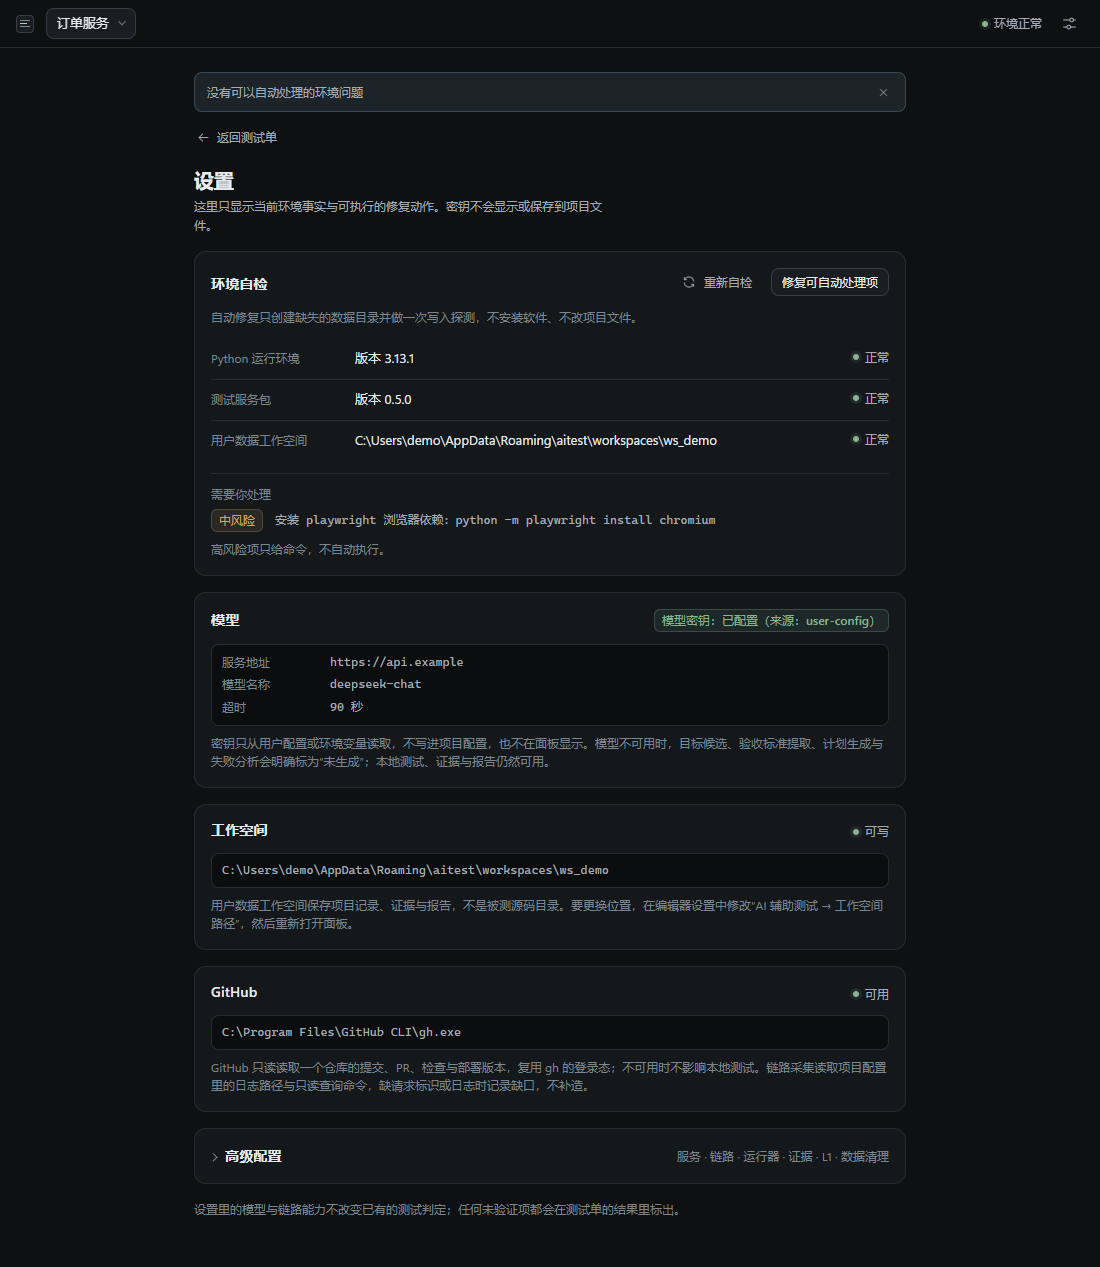 订单服务
环境正常
没有可以自动处理的环境问题
← 返回测试单
设置
这里只显示当前环境事实与可执行的修复动作。密钥不会显示或保存到项目文
件。
环境自检
重新自检
修复可自动处理项
自动修复只创建缺失的数据目录并做一次写入探测，不安装软件、不改项目文件。
Python 运行环境 版本 3.13.1 正常
测试服务包 版本 0.5.0 正常
用户数据工作空间 C:\Users\demo\AppData\Roaming\aitest\workspaces\ws_demo 正常
需要你处理
中风险 安装 playwright 浏览器依赖: python -m playwright install chromium
高风险项只给命令，不自动执行。
模型
模型密钥：已配置（来源：user-config）
服务地址 https://api.example
模型名称 deepseek-chat
超时 90 秒
密钥只从用户配置或环境变量读取，不写进项目配置，也不在面板显示。模型不可用时，目标候选、验收标准提取、计划生成与
失败分析会明确标为"未生成"；本地测试、证据与报告仍然可用。
工作空间
可写
C:\Users\demo\AppData\Roaming\aitest\workspaces\ws_demo
用户数据工作空间保存项目记录、证据与报告，不是被测源码目录。要更换位置，在编辑器设置中修改"AI 辅助测试 → 工作空间
路径"，然后重新打开面板。
GitHub
可用
C:\Program Files\GitHub CLI\gh.exe
GitHub 只读读取一个仓库的提交、PR、检查与部署版本，复用 gh 的登录态；不可用时不影响本地测试。链路采集读取项目配置
里的日志路径与只读查询命令，缺请求标识或日志时记录缺口，不补造。
高级配置
服务 · 链路 · 运行器 · 证据 · L1 · 数据清理
设置里的模型与链路能力不改变已有的测试判定；任何未验证项都会在测试单的结果里标出。